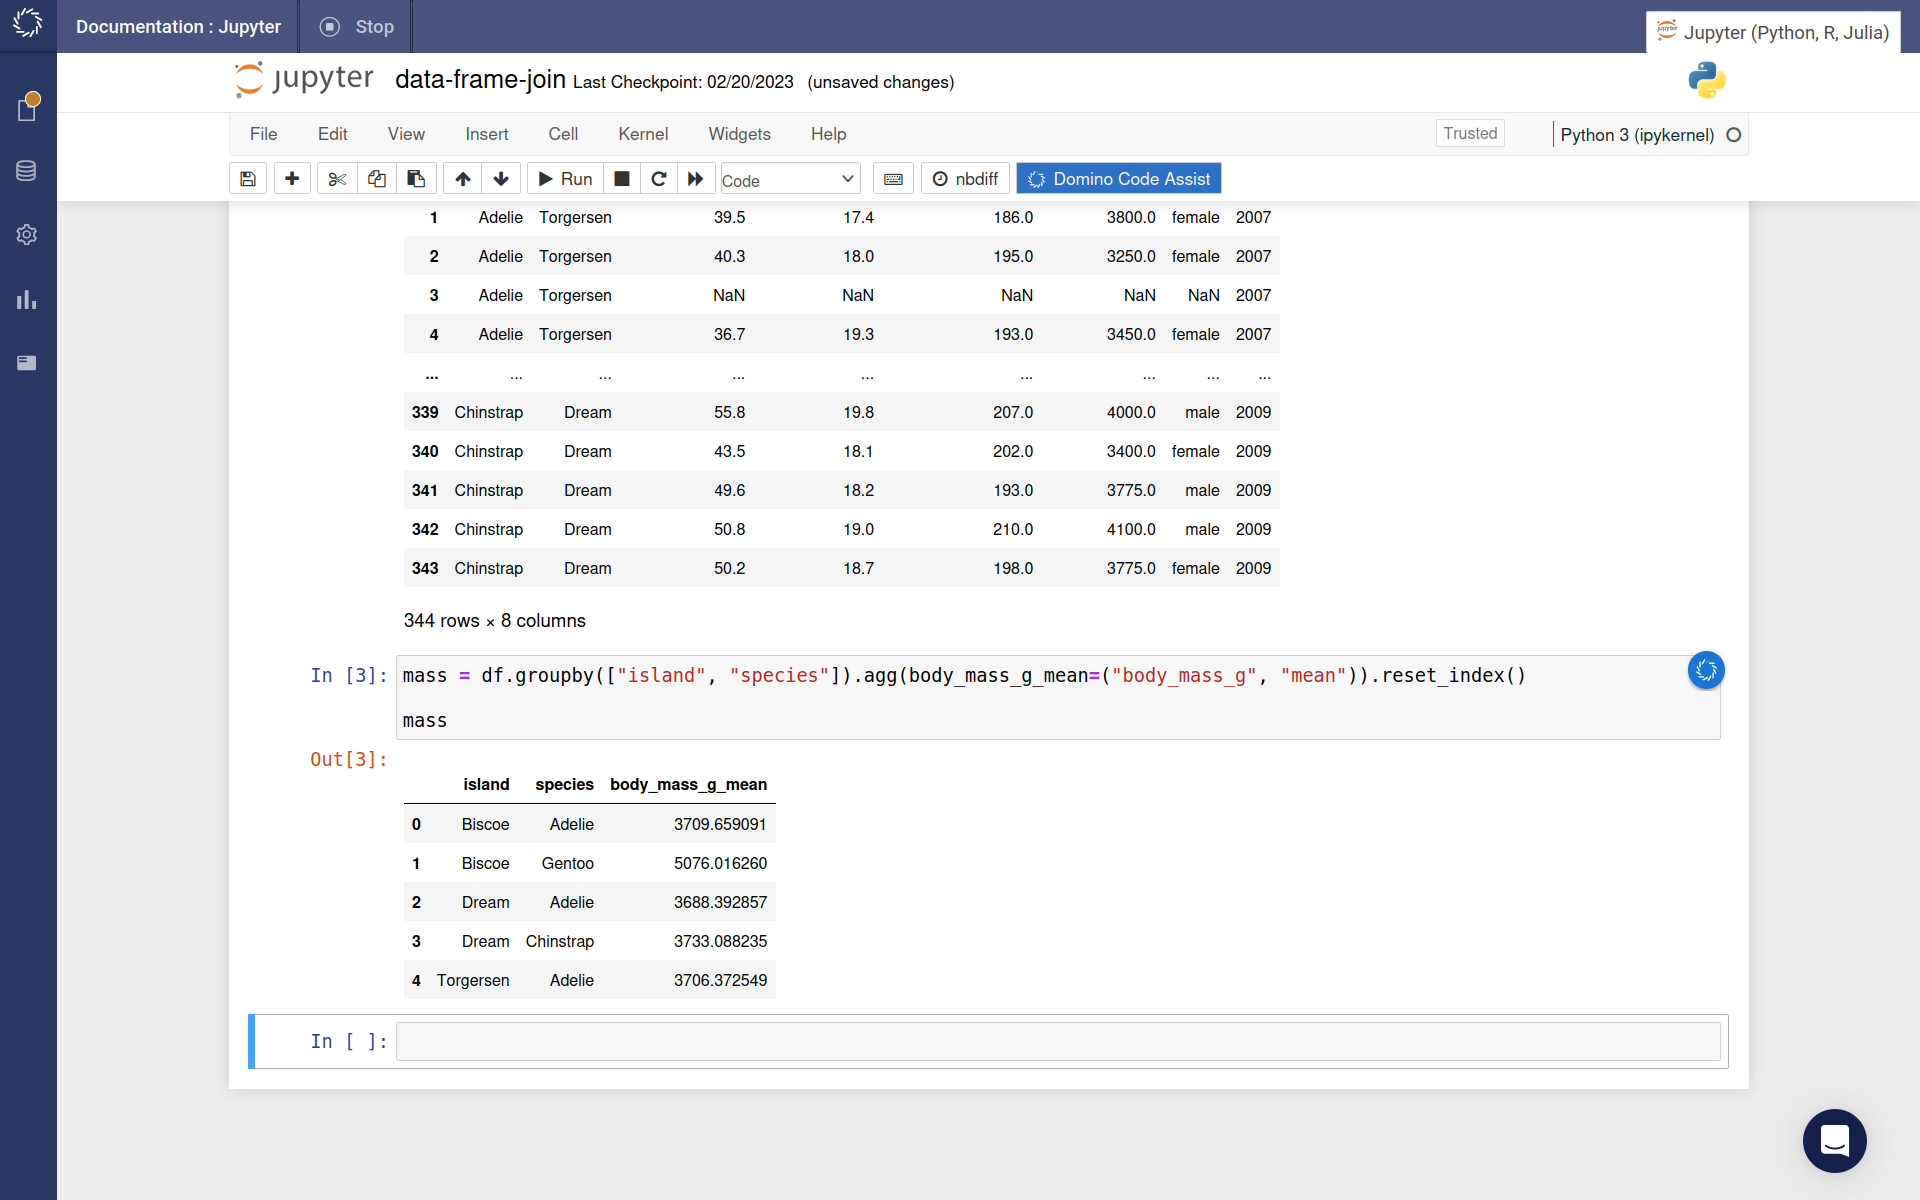 Documentation : Jupyter Stop Jupyter (Python, R, Julia)
jupyter data-frame-join Last Checkpoint: 02/20/2023 (unsaved changes)
File Edit View Insert Cell Kernel Widgets Help Trusted Python 3 (ipykernel)
Run Code nbdiff Domino Code Assist
1 Adelie Torgersen 39.5 17.4 186.0 3800.0 female 2007
2 Adelie Torgersen 40.3 18.0 195.0 3250.0 female 2007
3 Adelie Torgersen NaN NaN NaN NaN NaN 2007
4 Adelie Torgersen 36.7 19.3 193.0 3450.0 female 2007
... ... ... ... ... ... ... ... ...
339 Chinstrap Dream 55.8 19.8 207.0 4000.0 male 2009
340 Chinstrap Dream 43.5 18.1 202.0 3400.0 female 2009
341 Chinstrap Dream 49.6 18.2 193.0 3775.0 male 2009
342 Chinstrap Dream 50.8 19.0 210.0 4100.0 male 2009
343 Chinstrap Dream 50.2 18.7 198.0 3775.0 female 2009
344 rows × 8 columns
In [3]: mass = df.groupby(["island", "species"]).agg(body_mass_g_mean=("body_mass_g", "mean")).reset_index()
mass
Out[3]:
island species body_mass_g_mean
0 Biscoe Adelie 3709.659091
1 Biscoe Gentoo 5076.016260
2 Dream Adelie 3688.392857
3 Dream Chinstrap 3733.088235
4 Torgersen Adelie 3706.372549
In [ ]: